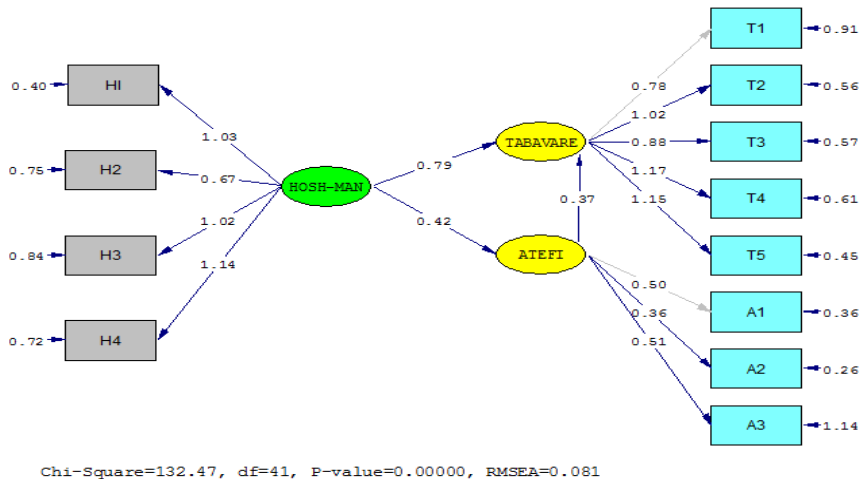 T1
0.91
0.40
HI
0.78
T2
0.56
1.03
1.02
H2
0.75
0.67
TABAVARE
0.88
T3
0.57
0.79
HOSH-MAN
1.17
T4
0.61
0.37
1.02
0.42
1.15
H3
0.84
ATEFI
T5
0.45
1.14
0.50
A1
0.36
0.36
H4
0.72
0.51
A2
0.26
A3
1.14
Chi-Square=132.47, df=41, P-value=0.00000, RMSEA=0.081